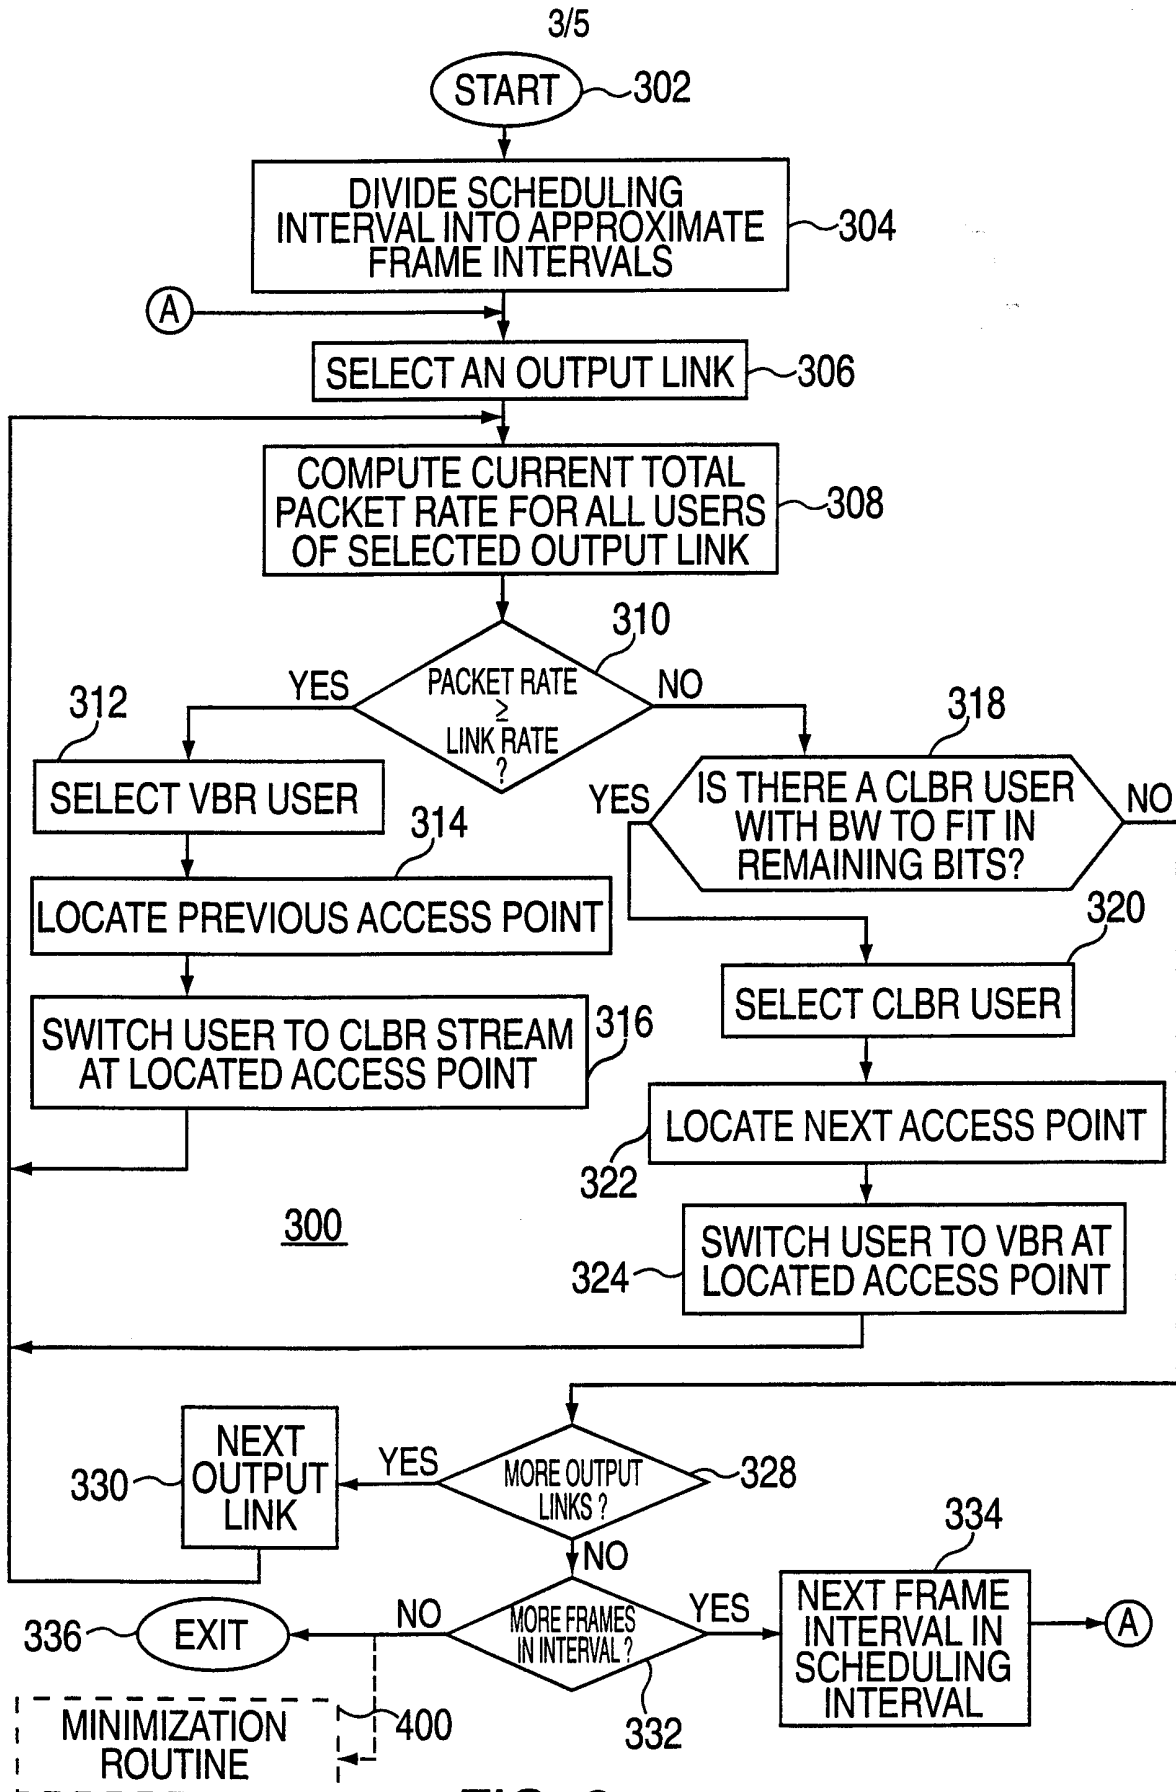 3/5
START
302
DIVIDE SCHEDULING
INTERVAL INTO APPROXIMATE
FRAME INTERVALS
304
A
SELECT AN OUTPUT LINK
306
COMPUTE CURRENT TOTAL
PACKET RATE FOR ALL USERS
OF SELECTED OUTPUT LINK
308
310
PACKET RATE
≥
LINK RATE
?
YES
NO
312
SELECT VBR USER
314
LOCATE PREVIOUS ACCESS POINT
SWITCH USER TO CLBR STREAM
AT LOCATED ACCESS POINT
316
318
IS THERE A CLBR USER
WITH BW TO FIT IN
REMAINING BITS?
YES
NO
320
SELECT CLBR USER
LOCATE NEXT ACCESS POINT
322
SWITCH USER TO VBR AT
LOCATED ACCESS POINT
324
300
MORE OUTPUT
LINKS ?
328
YES
NEXT
OUTPUT
LINK
330
NO
MORE FRAMES
IN INTERVAL ?
332
YES
334
NEXT FRAME
INTERVAL IN
SCHEDULING
INTERVAL
A
NO
EXIT
336
MINIMIZATION
ROUTINE
400